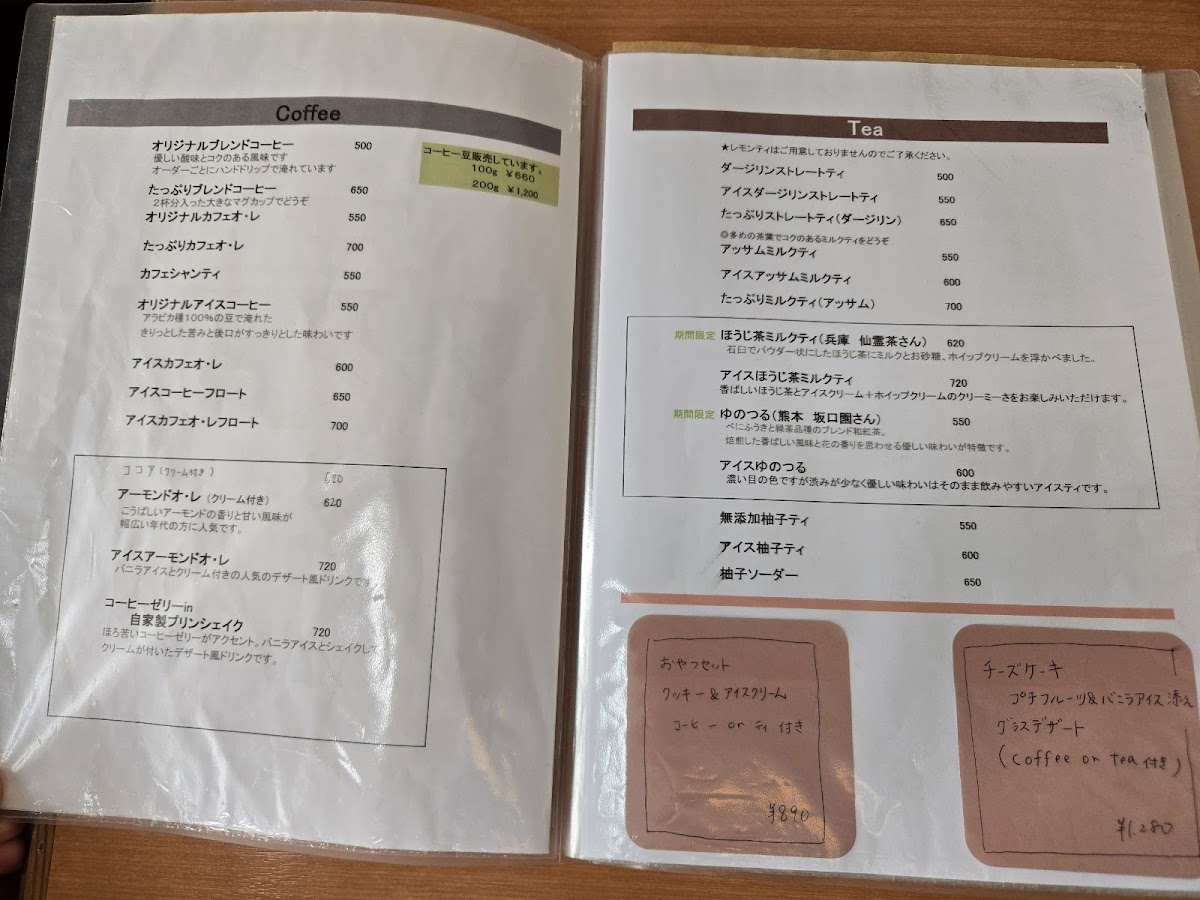 Coffee
オリジナルブレンドコーヒー 500
優しい酸味とコクのある風味です
オーダーごとにハンドドリップで淹れています
コーヒー豆販売しています。
100g ￥660
200g ￥1,200
たっぷりブレンドコーヒー 650
2杯分入った大きなマグカップでどうぞ
オリジナルカフェオ・レ 550
たっぷりカフェオ・レ 700
カフェシャンティ 550
オリジナルアイスコーヒー 550
アラビカ種100%の豆で淹れた
きりっとした苦みと後口がすっきりとした味わいです
アイスカフェオ・レ 600
アイスコーヒーフロート 650
アイスカフェオ・レフロート 700
ココア(クリーム付き) 620
アーモンドオ・レ (クリーム付き) 620
こうばしいアーモンドの香りと甘い風味が
幅広い年代の方に人気です。
アイスアーモンドオ・レ 720
バニラアイスとクリーム付きの人気のデザート風ドリンクです
コーヒーゼリーin
自家製プリンシェイク 720
ほろ苦いコーヒーゼリーがアクセント。バニラアイスとシェイクして
クリームが付いたデザート風ドリンクです。
Tea
★レモンティはご用意しておりませんのでご了承ください。
ダージリンストレートティ 500
アイスダージリンストレートティ 550
たっぷりストレートティ(ダージリン) 650
◎多めの茶葉でコクのあるミルクティをどうぞ
アッサムミルクティ 550
アイスアッサムミルクティ 600
たっぷりミルクティ(アッサム) 700
期間限定 ほうじ茶ミルクティ(兵庫 仙霊茶さん) 620
石臼でパウダー状にしたほうじ茶にミルクとお砂糖、ホイップクリームを浮かべました。
アイスほうじ茶ミルクティ 720
香ばしいほうじ茶とアイスクリーム+ホイップクリームのクリーミーさをお楽しみいただけます。
期間限定 ゆのつる(熊本 坂口園さん) 550
べにふうきと緑茶品種のブレンド和紅茶。
焙煎した香ばしい風味と花の香りを思わせる優しい味わいが特徴です。
アイスゆのつる 600
濃い目の色ですが渋みが少なく優しい味わいはそのまま飲みやすいアイスティです。
無添加柚子ティ 550
アイス柚子ティ 600
柚子ソーダー 650
おやつセット
クッキー&アイスクリーム
コーヒー or ティ 付き
¥890
チーズケーキ
プチフルーツ&バニラアイス添え
グラスデザート
(coffee or tea 付き)
¥1,280